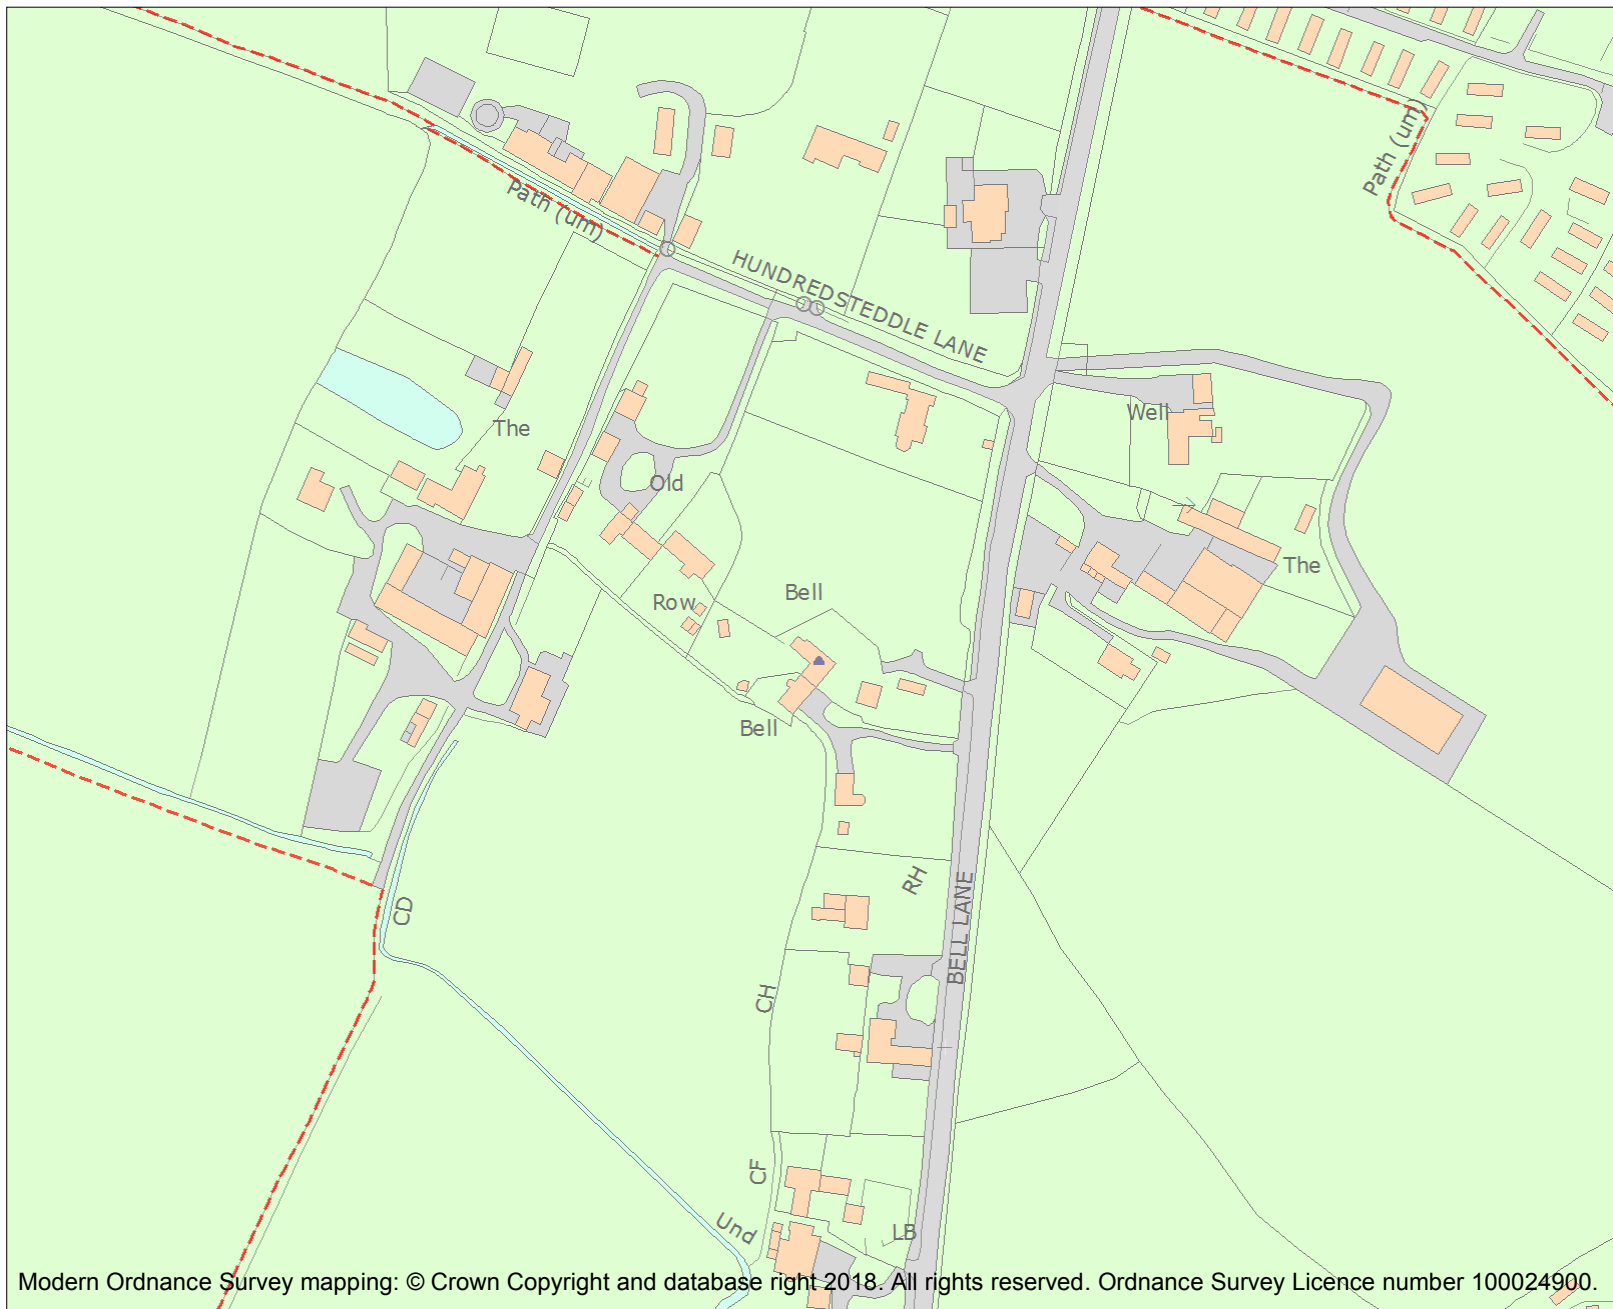 Path (um)
Path (um)
HUNDREDSTEDDLE LANE
The
Well
Old
The
Bell
Row
Bell
RH
CD
BELL LANE
CH
CF
Und
LB
Modern Ordnance Survey mapping: © Crown Copyright and database right 2018. All rights reserved. Ordnance Survey Licence number 100024900.